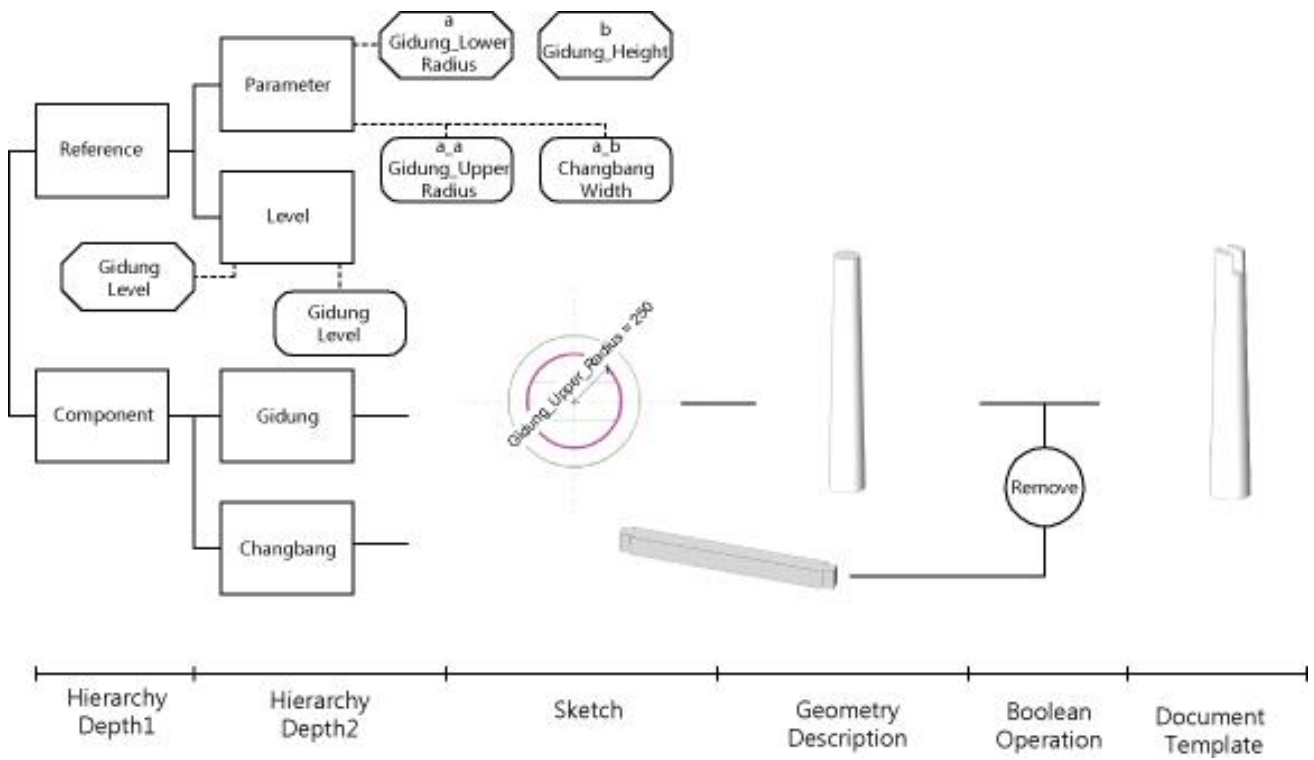 a
Gidung_Lower
Radius
b
Gidung_Height
Parameter
Reference
a_a
Gidung_Upper
Radius
a_b
Changbang
Width
Level
Gidung
Level
Gidung
Level
Gidung_Upper_Radius = 250
Component
Gidung
Remove
Changbang
Hierarchy
Depth1
Hierarchy
Depth2
Sketch
Geometry
Description
Boolean
Operation
Document
Template